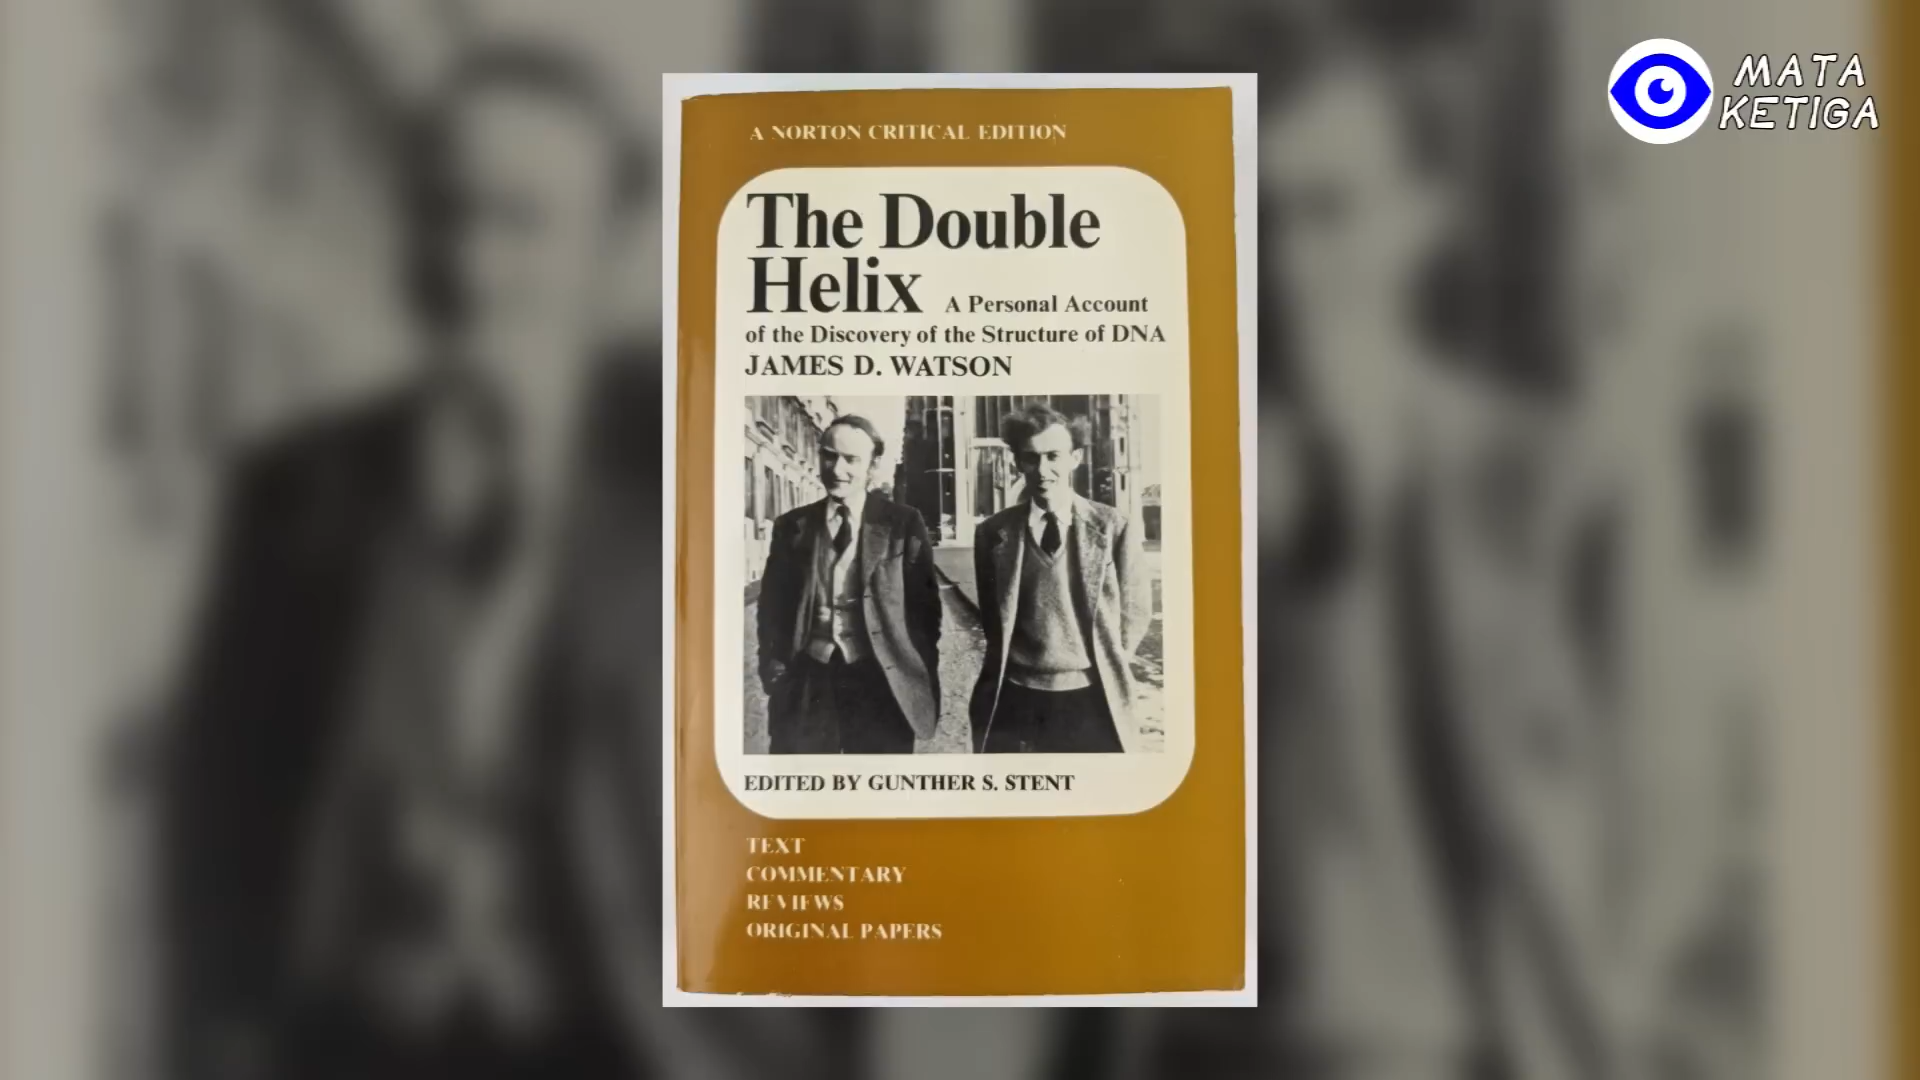 A NORTON CRITICAL EDITION
The Double
Helix A Personal Account
of the Discovery of the Structure of DNA
JAMES D. WATSON
EDITED BY GUNTHER S. STENT
TEXT
COMMENTARY
REVIEWS
ORIGINAL PAPERS
MATA
KETIGA